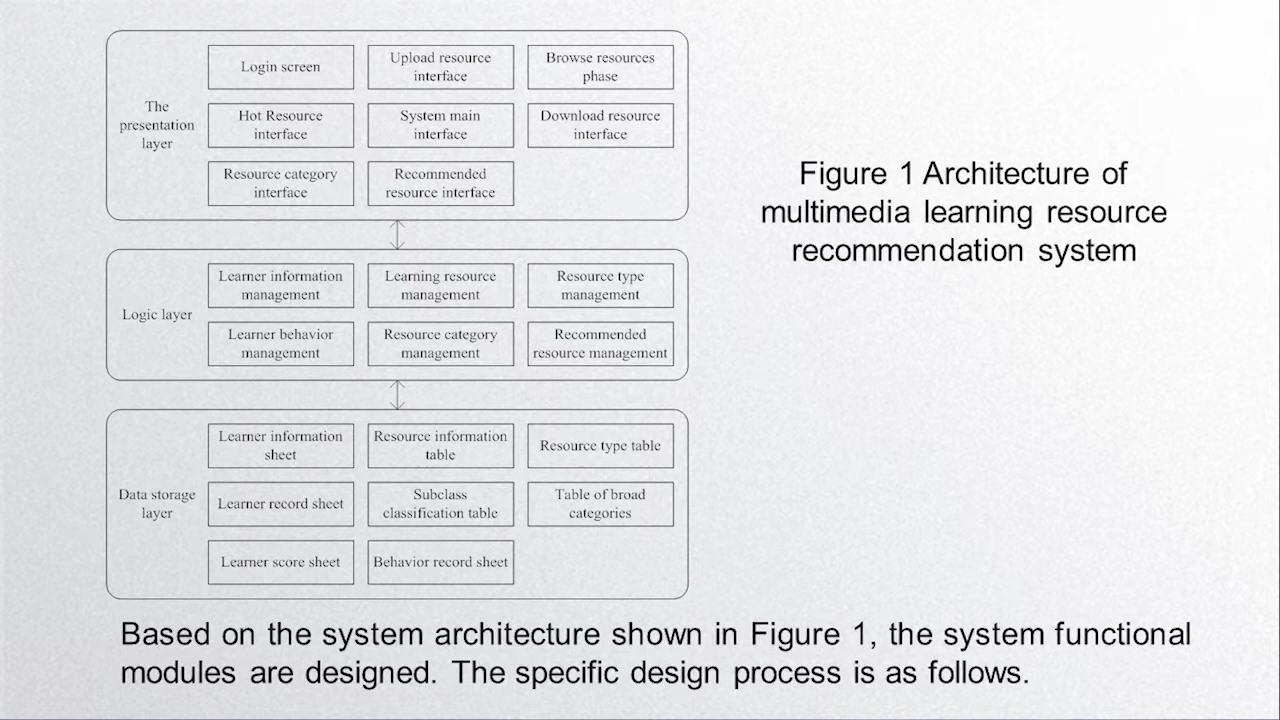 Login screen
Upload resource
interface
Browse resources
phase
The
presentation
layer
Hot Resource
interface
System main
interface
Download resource
interface
Resource category
interface
Recommended
resource interface
Figure 1 Architecture of
multimedia learning resource
recommendation system
Logic layer
Learner information
management
Learning resource
management
Resource type
management
Learner behavior
management
Resource category
management
Recommended
resource management
Data storage
layer
Learner information
sheet
Resource information
table
Resource type table
Learner record sheet
Subclass
classification table
Table of broad
categories
Learner score sheet
Behavior record sheet
Based on the system architecture shown in Figure 1, the system functional
modules are designed. The specific design process is as follows.